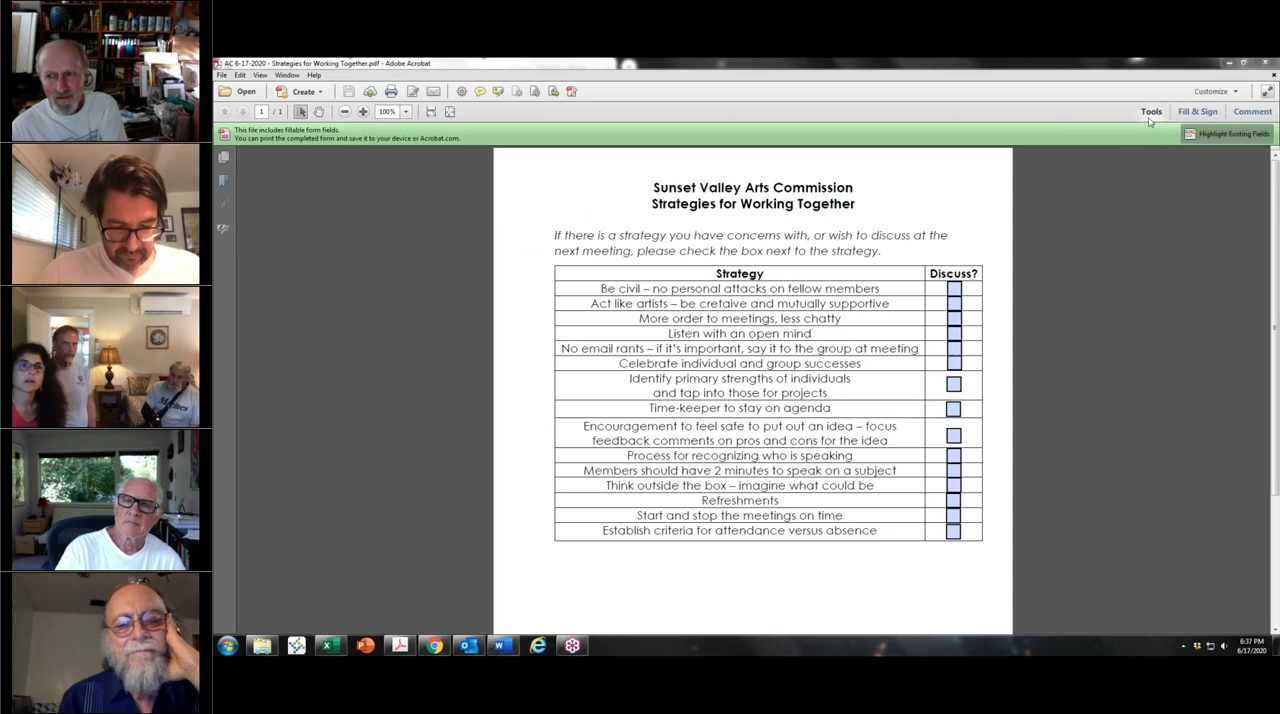 AC 6-17-2020 - Strategies for Working Together.pdf - Adobe Acrobat
File Edit View Window Help
Open Create Customize
1 / 1 100% Tools Fill & Sign Comment
This file includes fillable form fields.
You can print the completed form and save it to your device or Acrobat.com.
Highlight Existing Fields
Sunset Valley Arts Commission
Strategies for Working Together
If there is a strategy you have concerns with, or wish to discuss at the
next meeting, please check the box next to the strategy.
Strategy Discuss?
Be civil – no personal attacks on fellow members
Act like artists – be cretaive and mutually supportive
More order to meetings, less chatty
Listen with an open mind
No email rants – if it's important, say it to the group at meeting
Celebrate individual and group successes
Identify primary strengths of individuals
and tap into those for projects
Time-keeper to stay on agenda
Encouragement to feel safe to put out an idea – focus
feedback comments on pros and cons for the idea
Process for recognizing who is speaking
Members should have 2 minutes to speak on a subject
Think outside the box – imagine what could be
Refreshments
Start and stop the meetings on time
Establish criteria for attendance versus absence
6:37 PM
6/17/2020